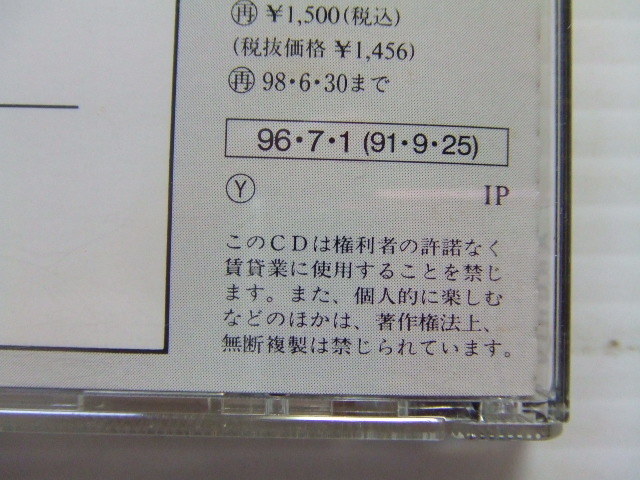 再 ¥1,500(税込)
(税抜価格 ¥1,456)
再 98・6・30まで
96・7・1 (91・9・25)
Ⓨ
IP
このCDは権利者の許諾なく
賃貸業に使用することを禁じ
ます。また、個人的に楽しむ
などのほかは、著作権法上、
無断複製は禁じられています。